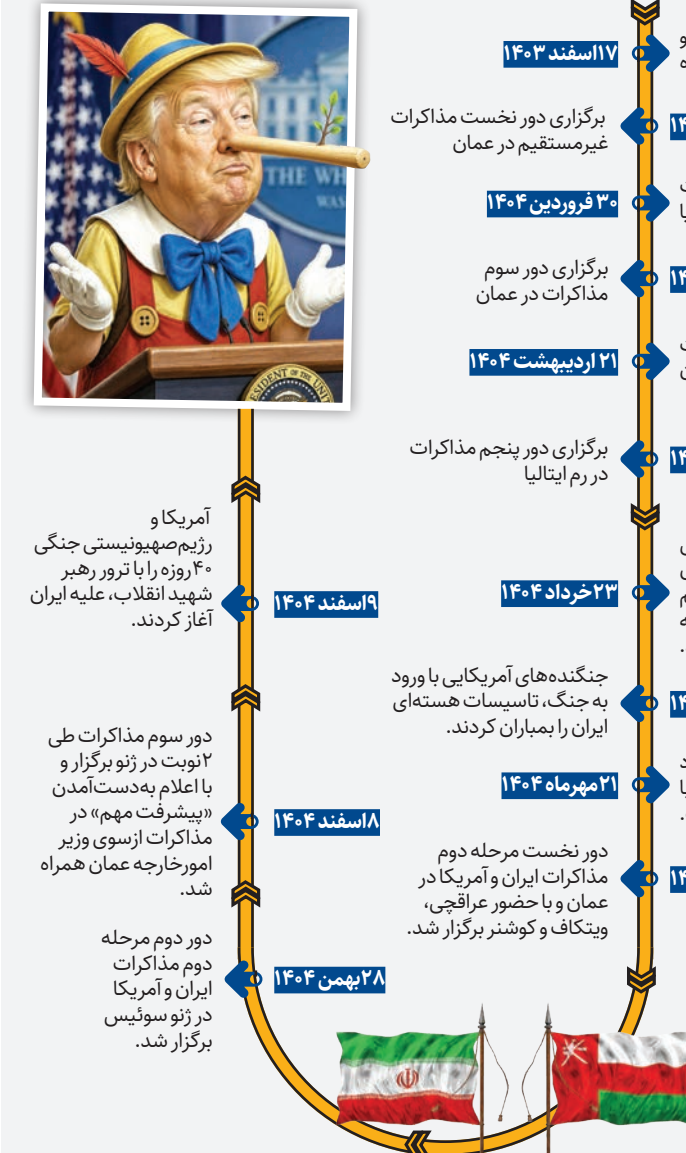 ۱۷اسفند ۱۴۰۳
برگزاری دور نخست مذاکرات
غیرمستقیم در عمان
۳۰ فروردین ۱۴۰۴
برگزاری دور سوم
مذاکرات در عمان
۲۱ اردیبهشت ۱۴۰۴
برگزاری دور پنجم مذاکرات
در رم ایتالیا
۲۳خرداد ۱۴۰۴
جنگنده‌های آمریکایی با ورود
به جنگ، تاسیسات هسته‌ای
ایران را بمباران کردند.
۲۱مهرماه ۱۴۰۴
دور نخست مرحله دوم
مذاکرات ایران و آمریکا در
عمان و با حضور عراقچی،
ویتکاف و کوشنر برگزار شد.
۲۸بهمن ۱۴۰۴
دور دوم مرحله
دوم مذاکرات
ایران و آمریکا
در ژنو سوئیس
برگزار شد.
۸اسفند ۱۴۰۴
دور سوم مذاکرات طی
۲نوبت در ژنو برگزار و
با اعلام به‌دست‌آمدن
«پیشرفت مهم» در
مذاکرات ازسوی وزیر
امورخارجه عمان همراه
شد.
۹اسفند ۱۴۰۴
آمریکا و
رژیم‌صهیونیستی جنگی
۴۰روزه را با ترور رهبر
شهید انقلاب، علیه ایران
آغاز کردند.
THE WH
WAS